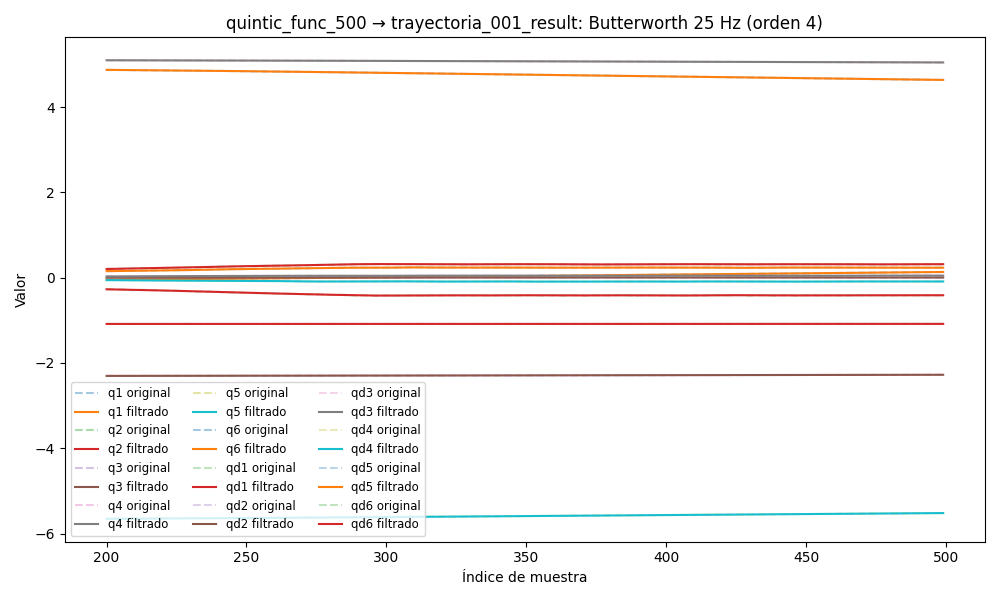 quintic_func_500 → trayectoria_001_result: Butterworth 25 Hz (orden 4)
Valor
4
2
0
−2
−4
−6
q1 original
q1 filtrado
q2 original
q2 filtrado
q3 original
q3 filtrado
q4 original
q4 filtrado
q5 original
q5 filtrado
q6 original
q6 filtrado
qd1 original
qd1 filtrado
qd2 original
qd2 filtrado
qd3 original
qd3 filtrado
qd4 original
qd4 filtrado
qd5 original
qd5 filtrado
qd6 original
qd6 filtrado
200 250 300 350 400 450 500
Índice de muestra